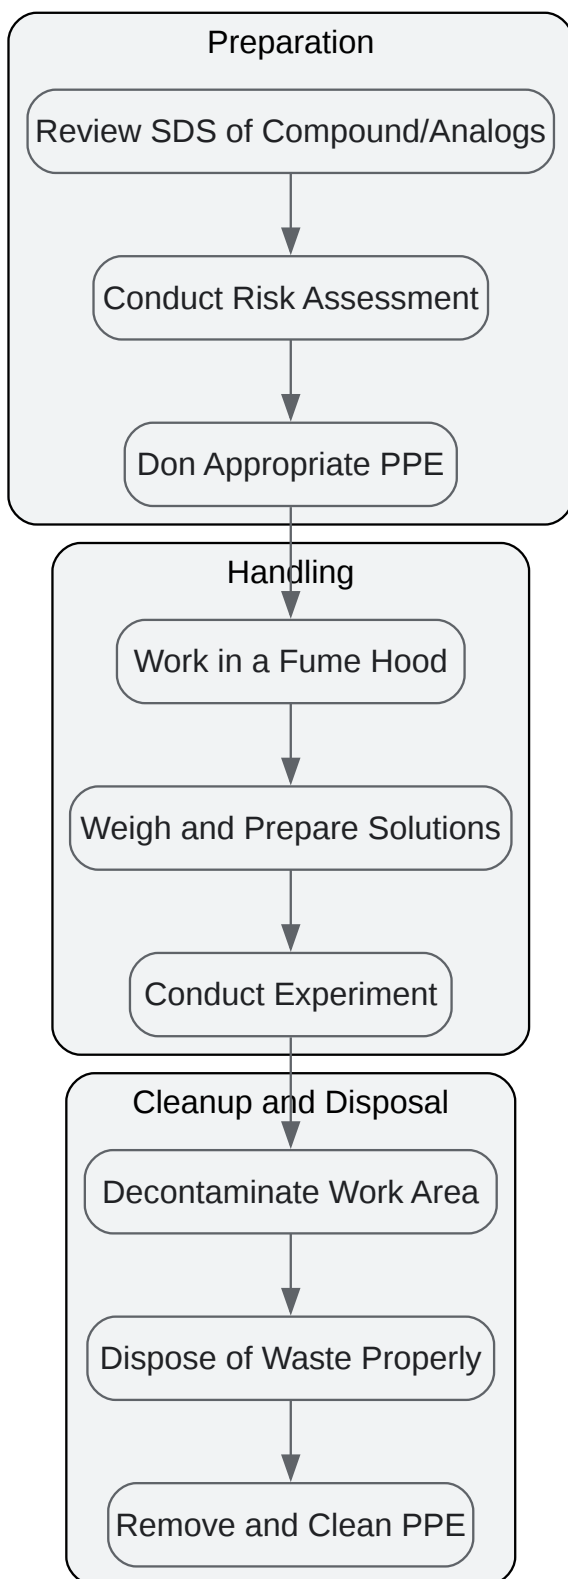 Preparation
Review SDS of Compound/Analogs
Conduct Risk Assessment
Don Appropriate PPE
Handling
Work in a Fume Hood
Weigh and Prepare Solutions
Conduct Experiment
Cleanup and Disposal
Decontaminate Work Area
Dispose of Waste Properly
Remove and Clean PPE